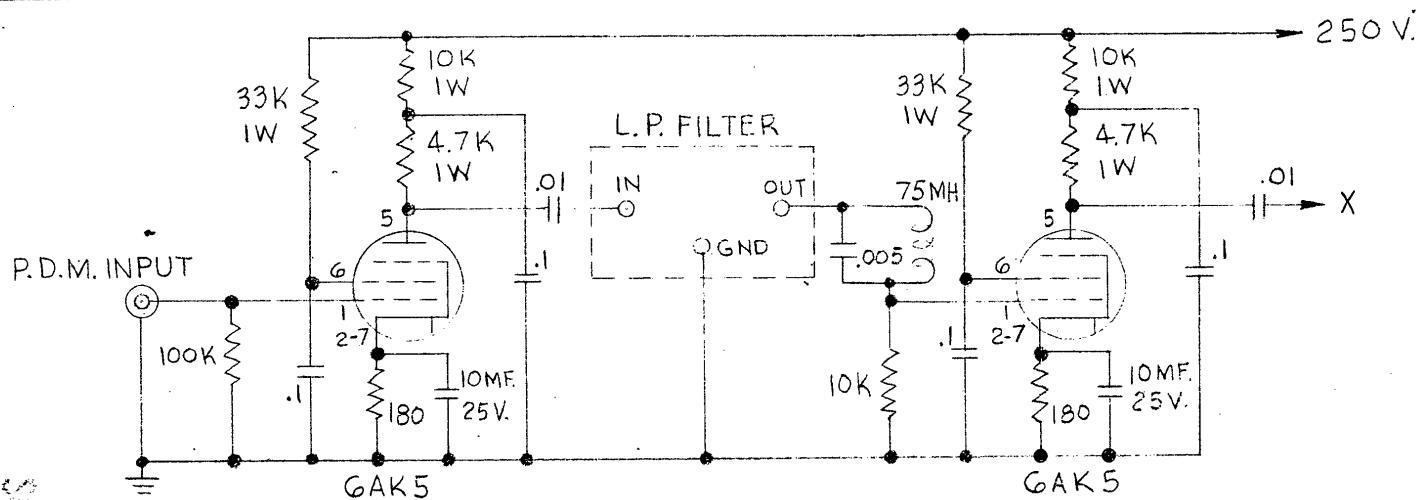 250 V.
10K
1W
33K
1W
4.7K
1W
.01
5
6
1
2-7
P.D.M. INPUT
100K
.1
.1
180
10MF.
25V.
6AK5
L.P. FILTER
IN
OUT
GND
75MH
.005
10K
33K
1W
10K
1W
4.7K
1W
.01
X
5
6
1
2-7
.1
.1
180
10MF.
25V.
6AK5